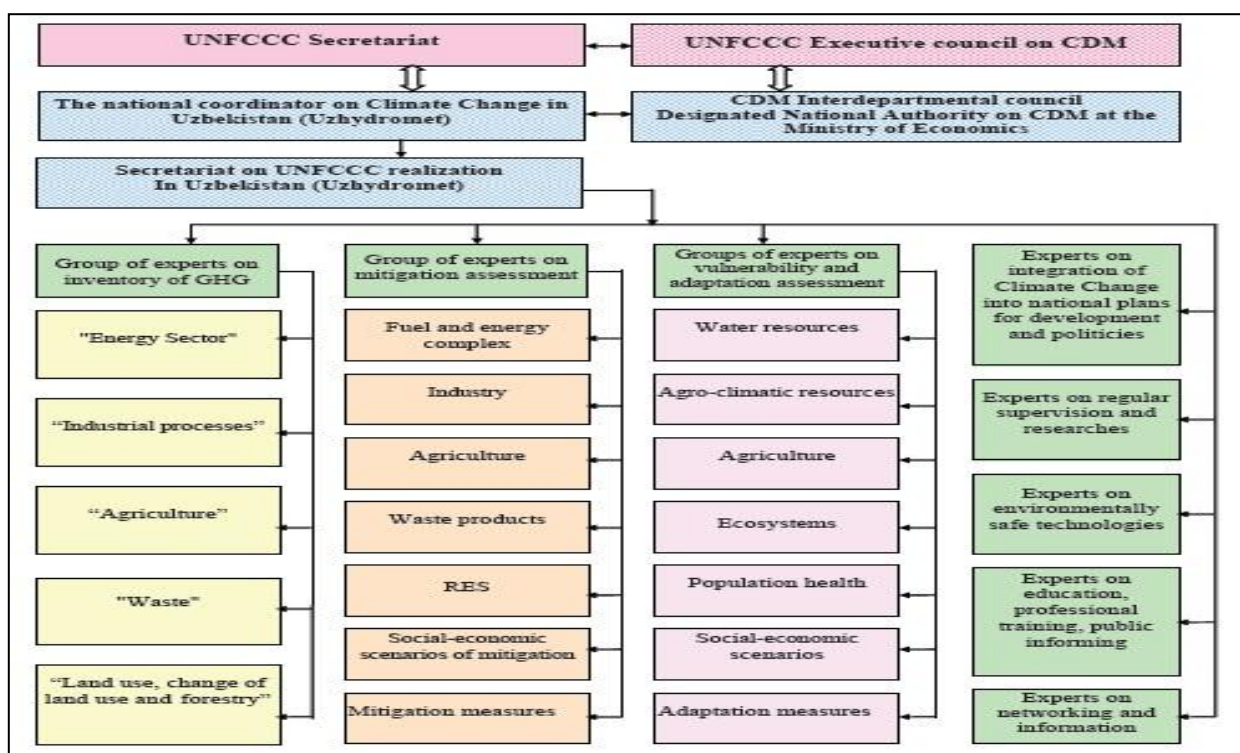 UNFCCC Secretariat
UNFCCC Executive council on CDM
The national coordinator on Climate Change in
Uzbekistan (Uzhydromet)
CDM Interdepartmental council
Designated National Authority on CDM at the
Ministry of Economics
Secretariat on UNFCCC realization
In Uzbekistan (Uzhydromet)
Group of experts on
inventory of GHG
"Energy Sector"
“Industrial processes”
“Agriculture”
"Waste"
“Land use, change of
land use and forestry”
Group of experts on
mitigation assessment
Fuel and energy
complex
Industry
Agriculture
Waste products
RES
Social-economic
scenarios of mitigation
Mitigation measures
Groups of experts on
vulnerability and
adaptation assessment
Water resources
Agro-climatic resources
Agriculture
Ecosystems
Population health
Social-economic
scenarios
Adaptation measures
Experts on
integration of
Climate Change
into national plans
for development
and politicies
Experts on regular
supervision and
researches
Experts on
environmentally
safe technologies
Experts on
education,
professional
training, public
informing
Experts on
networking and
information